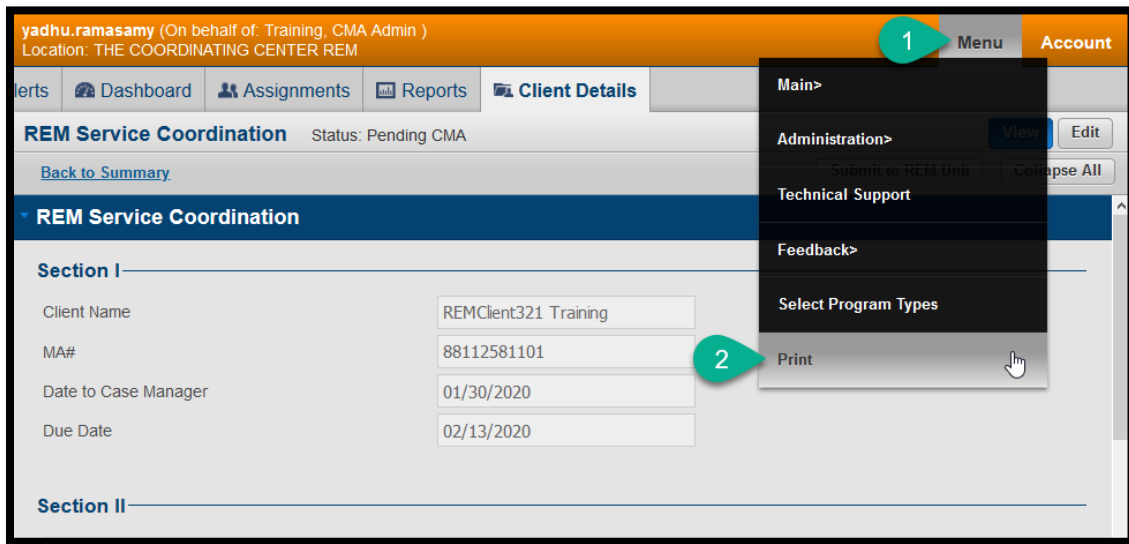 yadhu.ramasamy (On behalf of: Training, CMA Admin )
Location: THE COORDINATING CENTER REM
1
Menu
Account
lerts
Dashboard
Assignments
Reports
Client Details
Main>
REM Service Coordination
Status: Pending CMA
Administration>
View
Edit
Back to Summary
Submit to REM Unit
Collapse All
Technical Support
REM Service Coordination
Feedback>
Section I
Client Name
REMClient321 Training
Select Program Types
MA#
88112581101
2
Print
Date to Case Manager
01/30/2020
Due Date
02/13/2020
Section II